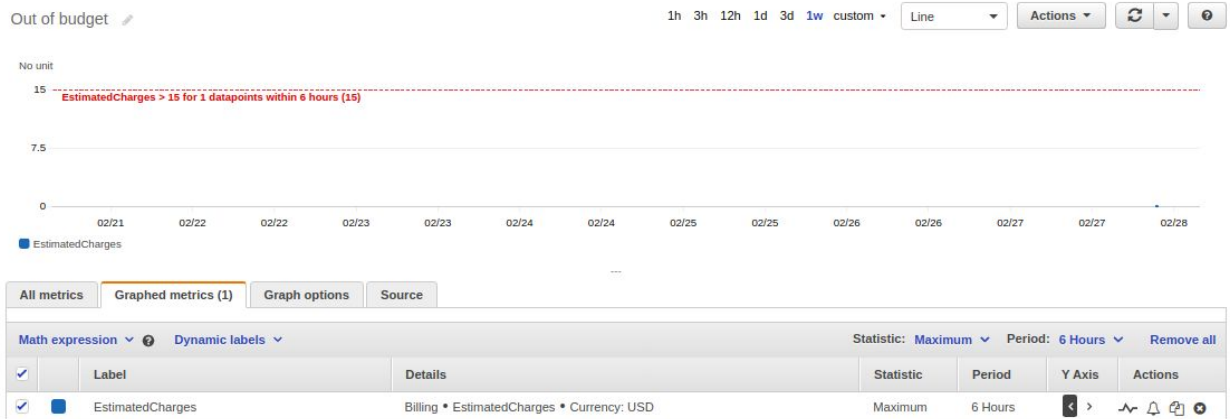 Out of budget
1h 3h 12h 1d 3d 1w custom Line Actions
No unit
15
EstimatedCharges > 15 for 1 datapoints within 6 hours (15)
7.5
0
02/21 02/22 02/22 02/23 02/23 02/24 02/24 02/25 02/25 02/26 02/26 02/27 02/27 02/28
EstimatedCharges
All metrics Graphed metrics (1) Graph options Source
Math expression Dynamic labels Statistic: Maximum Period: 6 Hours Remove all
Label Details Statistic Period Y Axis Actions
EstimatedCharges Billing • EstimatedCharges • Currency: USD Maximum 6 Hours